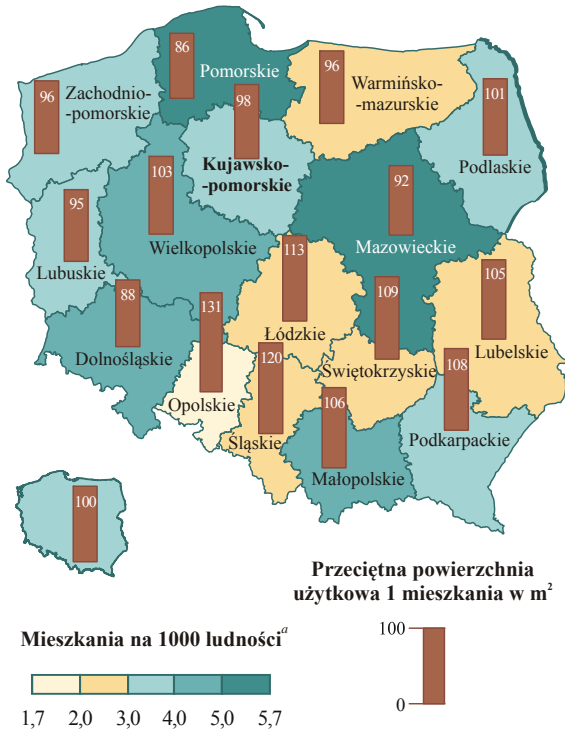 86
Pomorskie
96
Zachodnio-
-pomorskie
98
Kujawsko-
-pomorskie
96
Warmińsko-
-mazurskie
101
Podlaskie
103
Wielkopolskie
92
Mazowieckie
95
Lubuskie
113
Łódzkie
109
Świętokrzyskie
105
Lubelskie
88
Dolnośląskie
131
Opolskie
120
Śląskie
106
Małopolskie
108
Podkarpackie
100
Przeciętna powierzchnia
użytkowa 1 mieszkania w m²
100
0
Mieszkania na 1000 ludnościᵃ
1,7 2,0 3,0 4,0 5,0 5,7